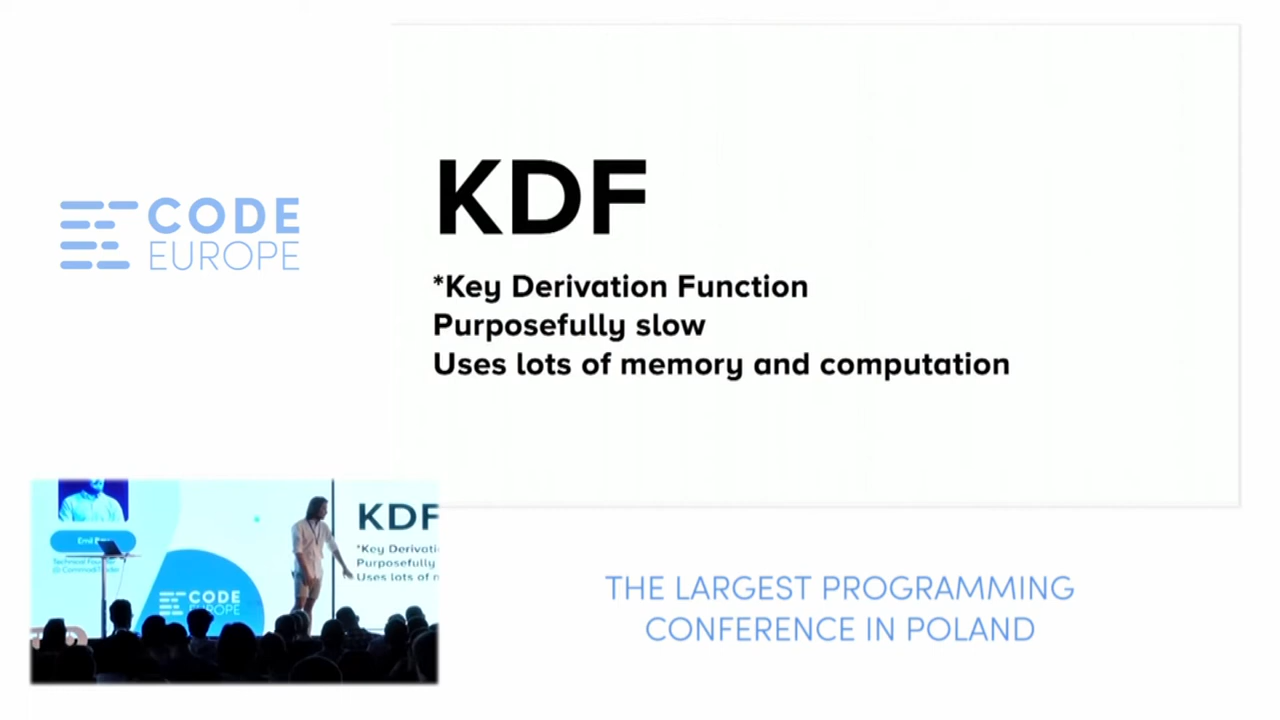 CODE
EUROPE
KDF
*Key Derivation Function
Purposefully slow
Uses lots of memory and computation
Emil
CODE
EUROPE
KDF
*Key Derivati
Purposefully
Uses lots of m
THE LARGEST PROGRAMMING
CONFERENCE IN POLAND